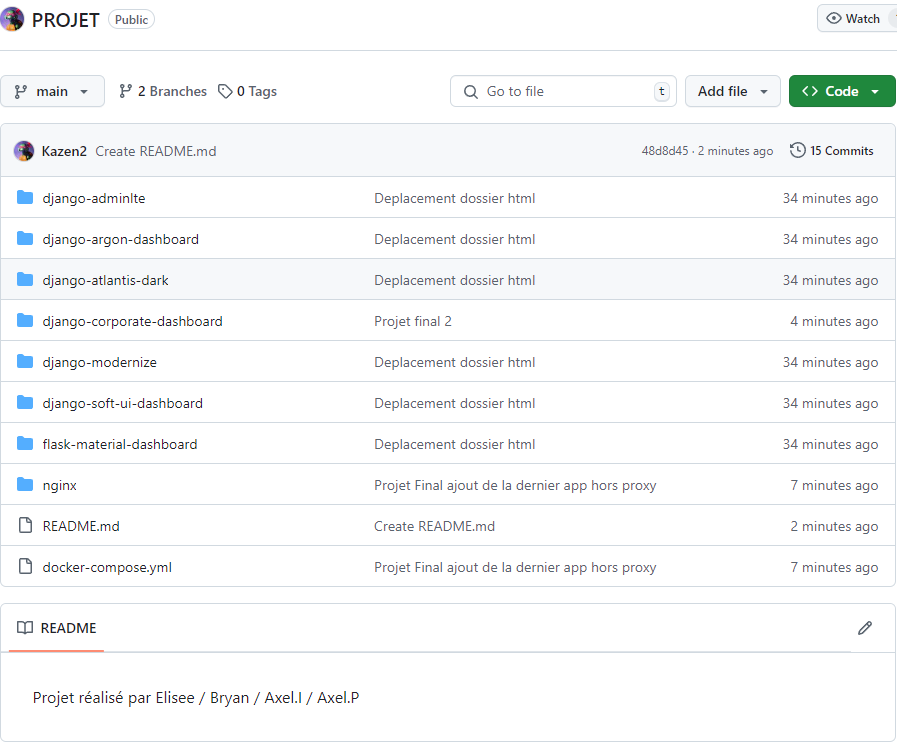 PROJET Public Watch
main 2 Branches 0 Tags Go to file t Add file Code
Kazen2 Create README.md 48d8d45 · 2 minutes ago 15 Commits
django-adminlte Deplacement dossier html 34 minutes ago
django-argon-dashboard Deplacement dossier html 34 minutes ago
django-atlantis-dark Deplacement dossier html 34 minutes ago
django-corporate-dashboard Projet final 2 4 minutes ago
django-modernize Deplacement dossier html 34 minutes ago
django-soft-ui-dashboard Deplacement dossier html 34 minutes ago
flask-material-dashboard Deplacement dossier html 34 minutes ago
nginx Projet Final ajout de la dernier app hors proxy 7 minutes ago
README.md Create README.md 2 minutes ago
docker-compose.yml Projet Final ajout de la dernier app hors proxy 7 minutes ago
README
Projet réalisé par Elisee / Bryan / Axel.I / Axel.P